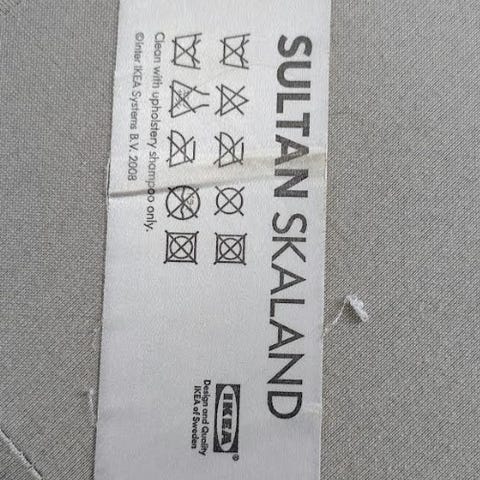 SULTAN SKALAND
Clean with upholstery shampoo only.
©Inter IKEA Systems B.V. 2008
IKEA®
Design and Quality
IKEA of Sweden